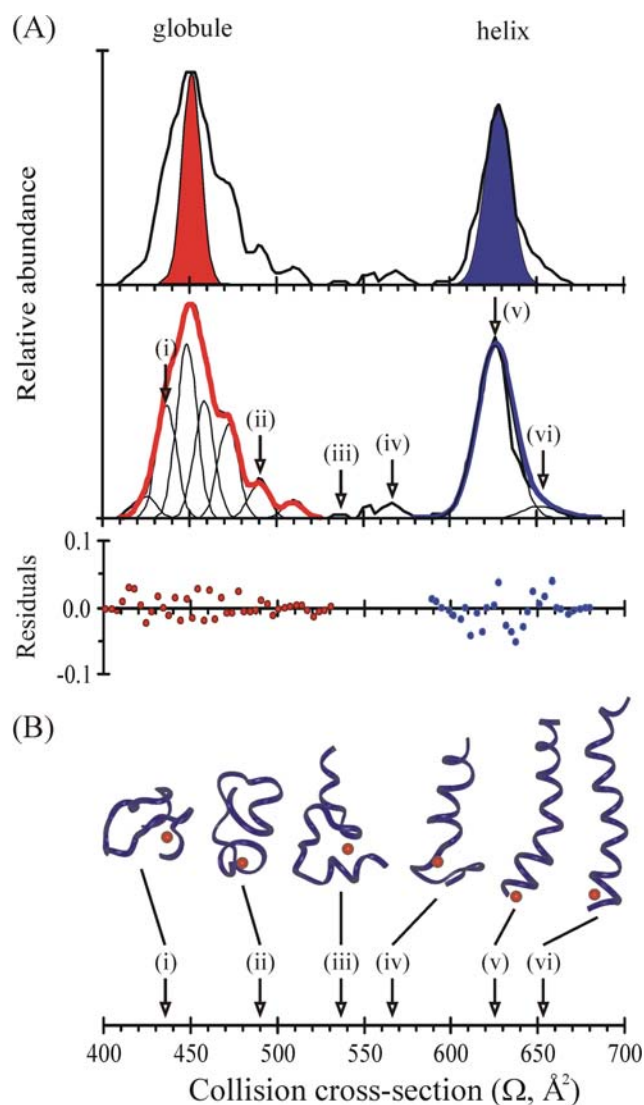 (A)
globule
helix
Relative abundance
(i)
(ii)
(iii)
(iv)
(v)
(vi)
Residuals
0.1
0.0
-0.1
(B)
(i)
(ii)
(iii)
(iv)
(v)
(vi)
400
450
500
550
600
650
700
Collision cross-section (Ω, Å²)